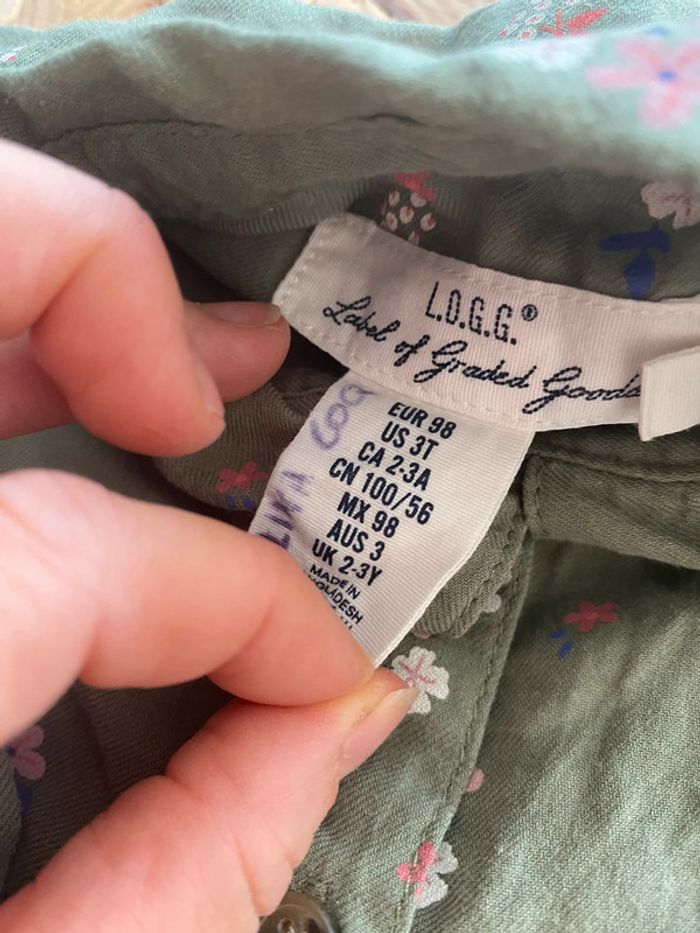 L.O.G.G.®
Label of Graded Goods
EUR 98
US 3T
CA 2-3A
CN 100/56
MX 98
AUS 3
UK 2-3Y
MADE IN